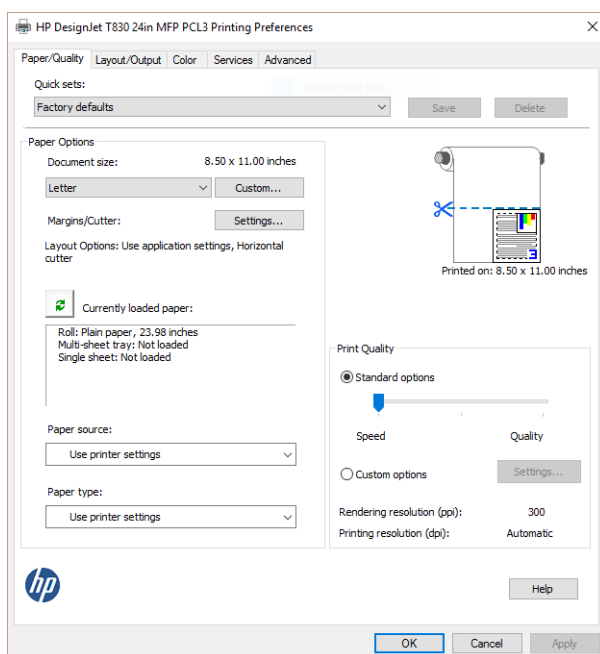 HP DesignJet T830 24in MFP PCL3 Printing Preferences
Paper/Quality Layout/Output Color Services Advanced
Quick sets:
Factory defaults
Save
Delete
Paper Options
Document size:
8.50 x 11.00 inches
Letter
Custom...
Margins/Cutter:
Settings...
Layout Options: Use application settings, Horizontal
cutter
Currently loaded paper:
Roll: Plain paper, 23.98 inches
Multi-sheet tray: Not loaded
Single sheet: Not loaded
Paper source:
Use printer settings
Paper type:
Use printer settings
3
Printed on: 8.50 x 11.00 inches
Print Quality
Standard options
Speed
Quality
Custom options
Settings...
Rendering resolution (ppi):
300
Printing resolution (dpi):
Automatic
hp
Help
OK
Cancel
Apply